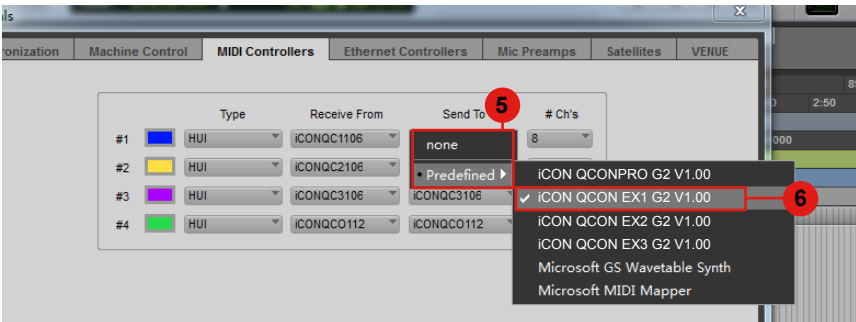 ls
ronization Machine Control MIDI Controllers Ethernet Controllers Mic Preamps Satellites VENUE
Type Receive From Send To 5 # Ch's
#1 HUI iCONQC1106 none 8
#2 HUI iCONQC2106 Predefined
#3 HUI iCONQC3106 iCONQC3106
#4 HUI iCONQCO112 iCONQCO112
iCON QCONPRO G2 V1.00
✓ iCON QCON EX1 G2 V1.00 6
iCON QCON EX2 G2 V1.00
iCON QCON EX3 G2 V1.00
Microsoft GS Wavetable Synth
Microsoft MIDI Mapper
2:50
000